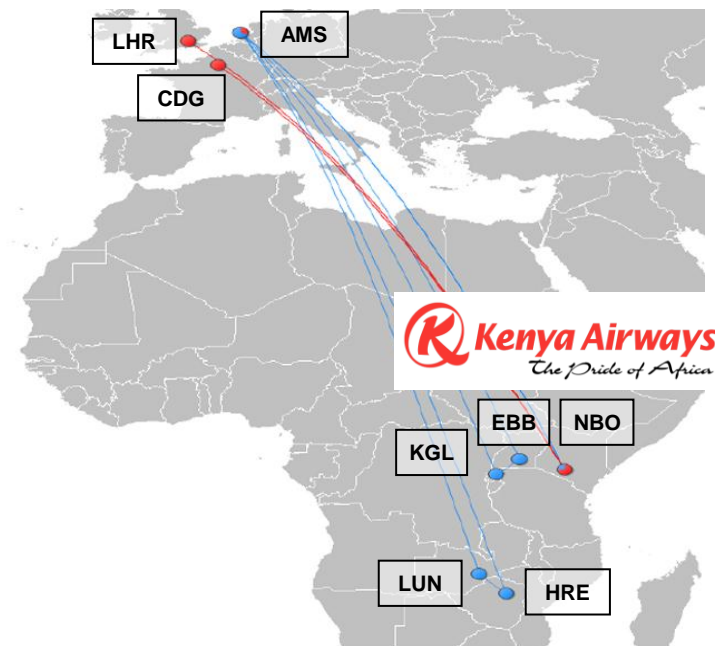 LHR
AMS
CDG
Kenya Airways
The Pride of Africa
EBB
NBO
KGL
LUN
HRE